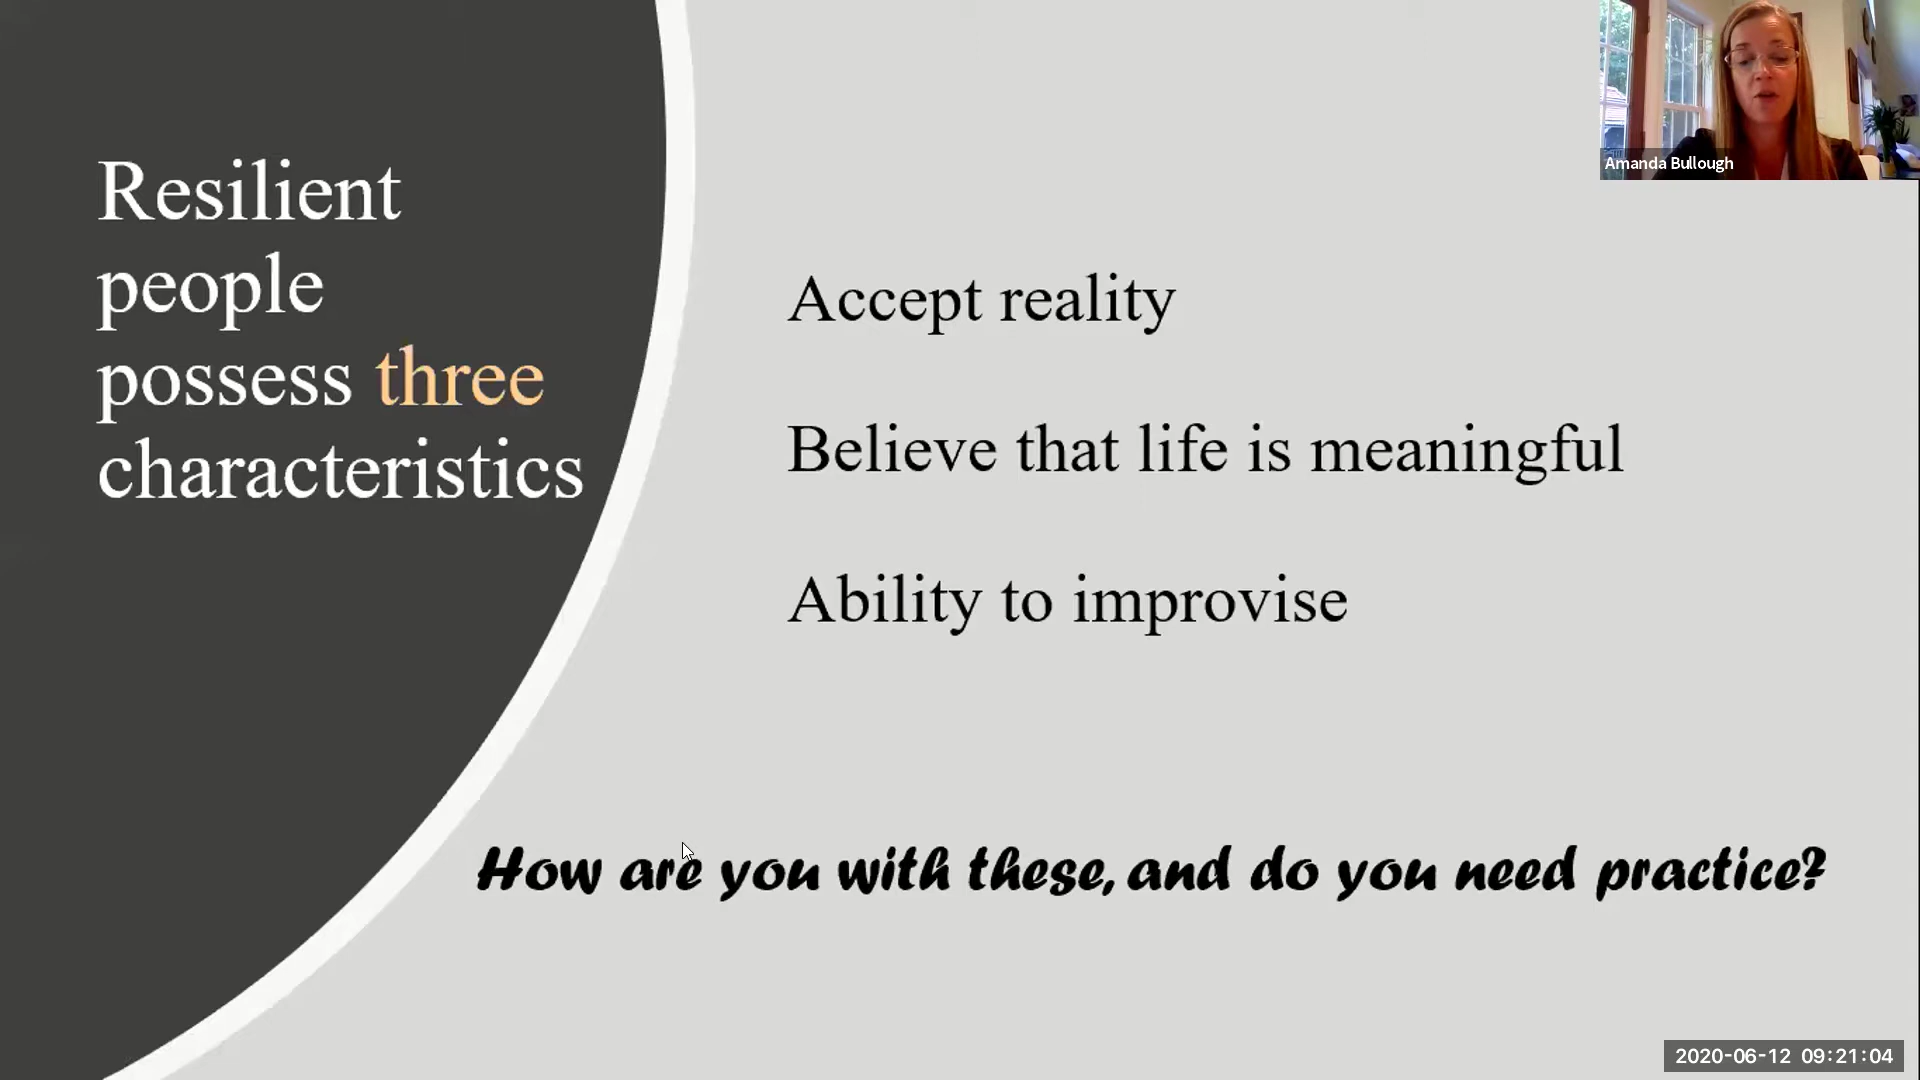 Resilient
people
possess three
characteristics
Accept reality
Believe that life is meaningful
Ability to improvise
How are you with these, and do you need practice?
Amanda Bullough
2020-06-12 09:21:04